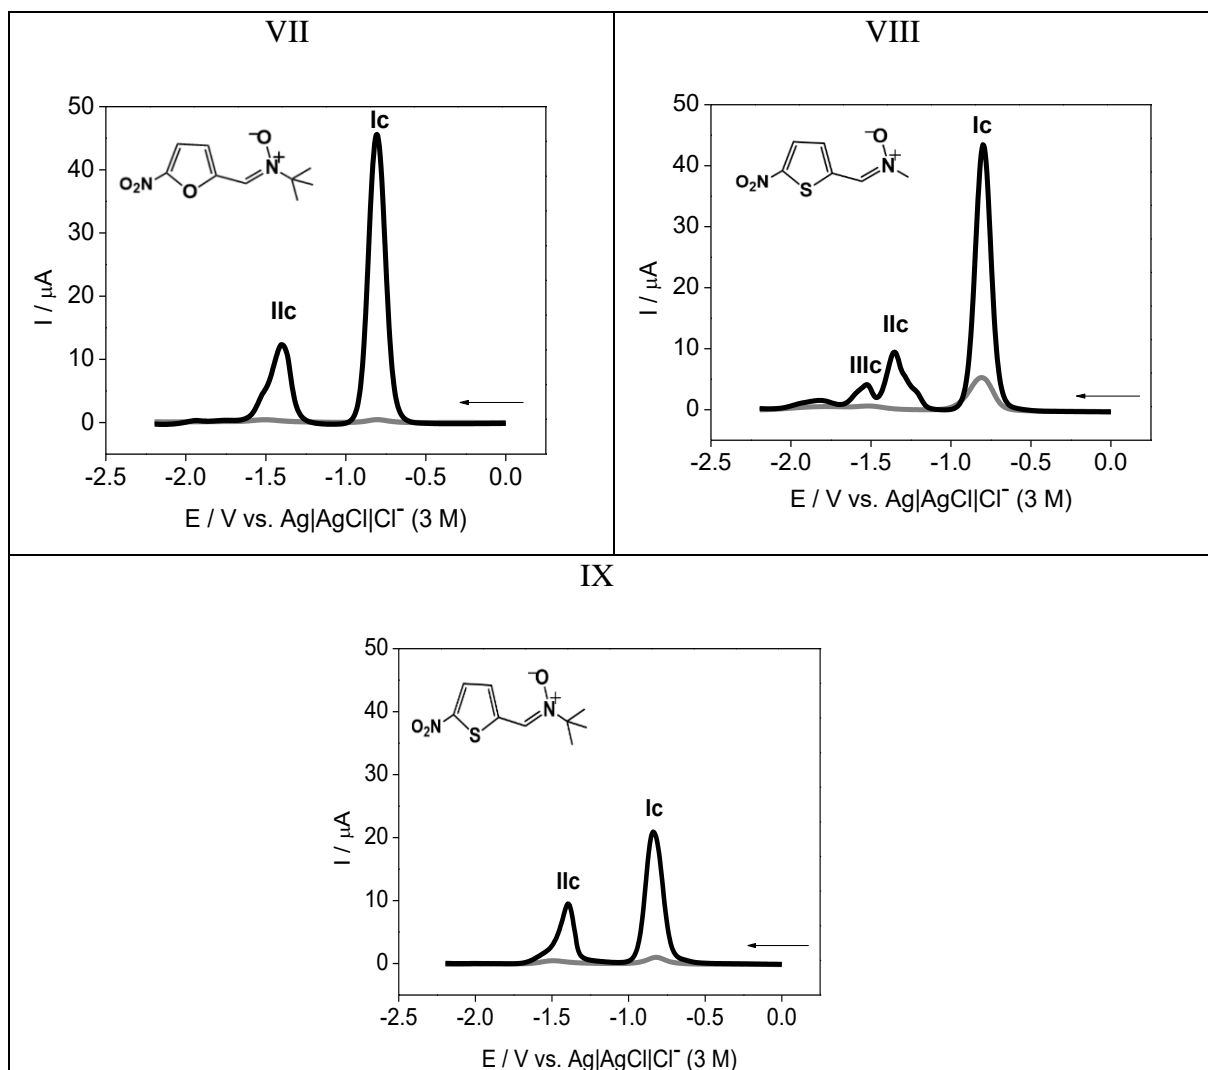 VII
50
40
30
20
10
0
I / μA
Ic
IIc
O₂N
O
N
⁻O
+
-2.5 -2.0 -1.5 -1.0 -0.5 0.0
E / V vs. Ag|AgCl|Cl⁻ (3 M)
VIII
50
40
30
20
10
0
I / μA
Ic
IIc
IIIc
O₂N
S
N
⁻O
+
-2.5 -2.0 -1.5 -1.0 -0.5 0.0
E / V vs. Ag|AgCl|Cl⁻ (3 M)
IX
50
40
30
20
10
0
I / μA
Ic
IIc
O₂N
S
N
⁻O
+
-2.5 -2.0 -1.5 -1.0 -0.5 0.0
E / V vs. Ag|AgCl|Cl⁻ (3 M)